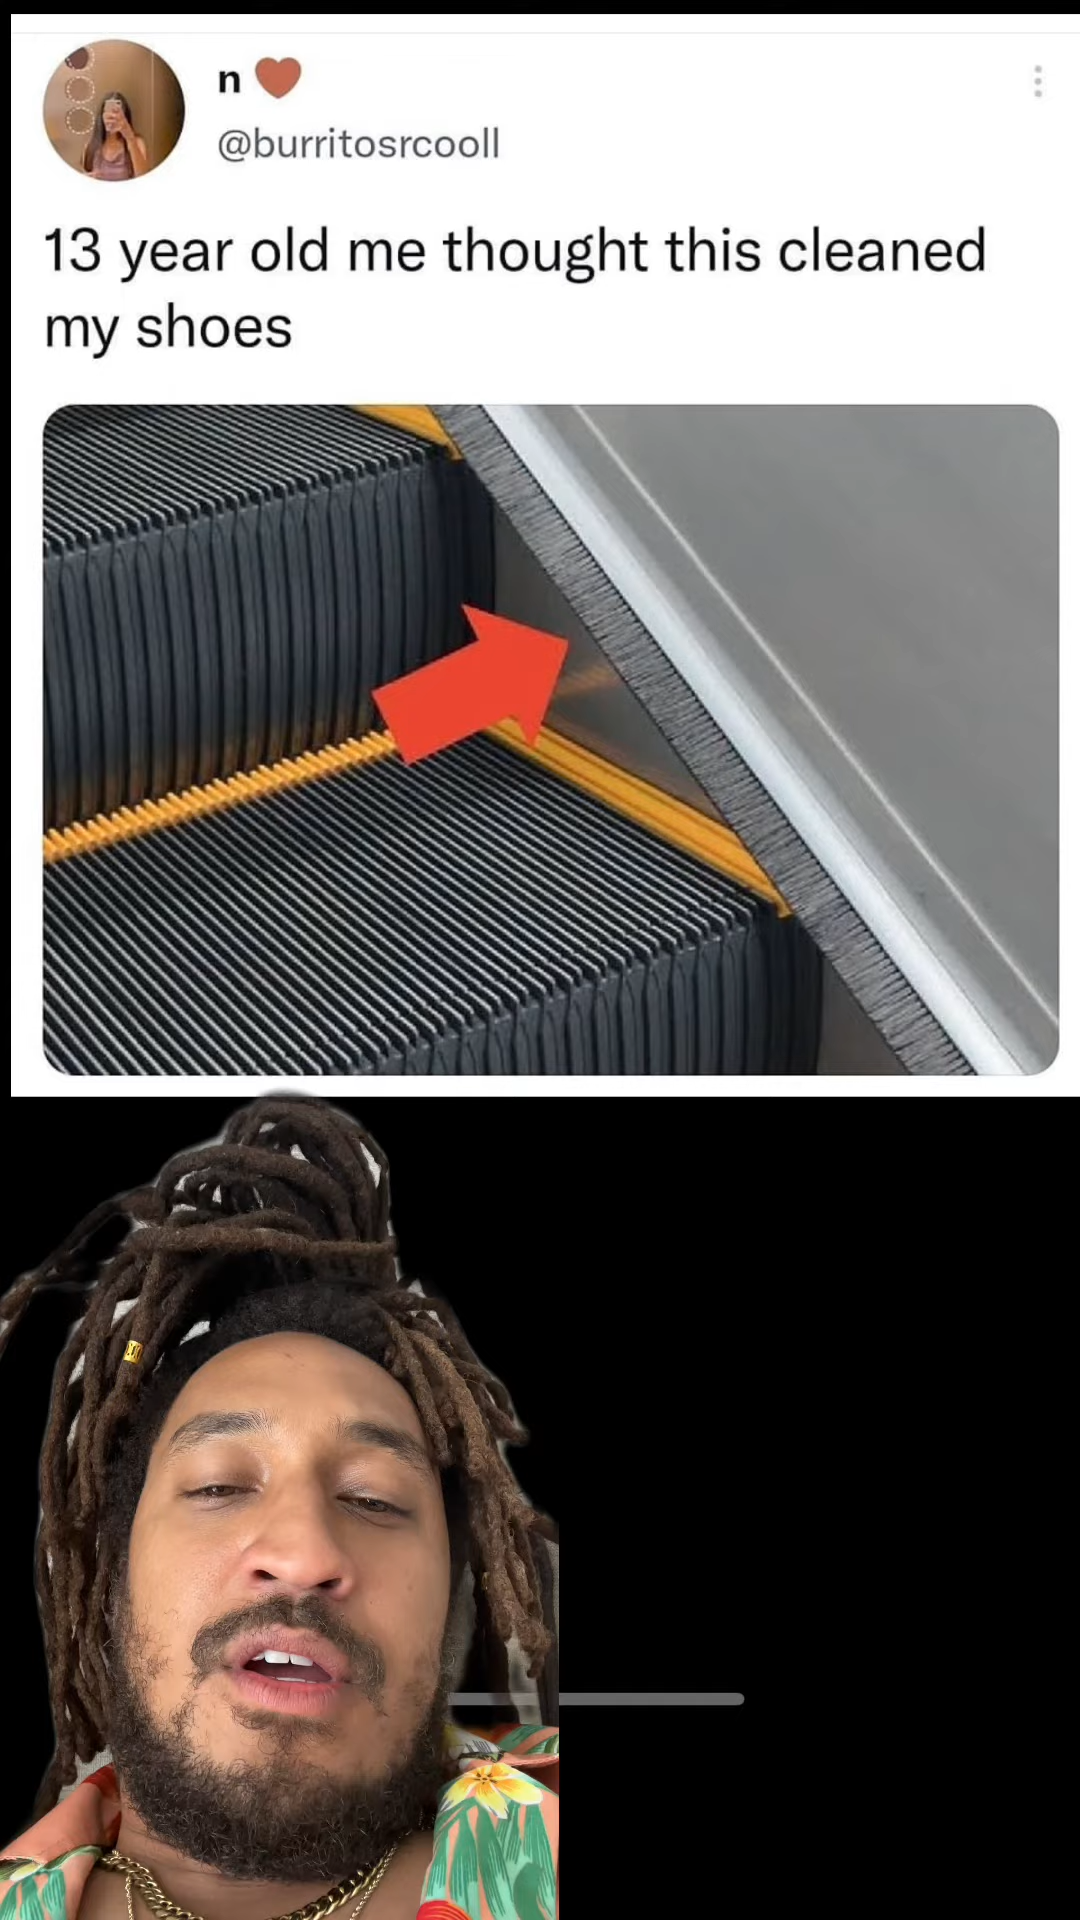 n ❤
@burritosrcooll
13 year old me thought this cleaned
my shoes